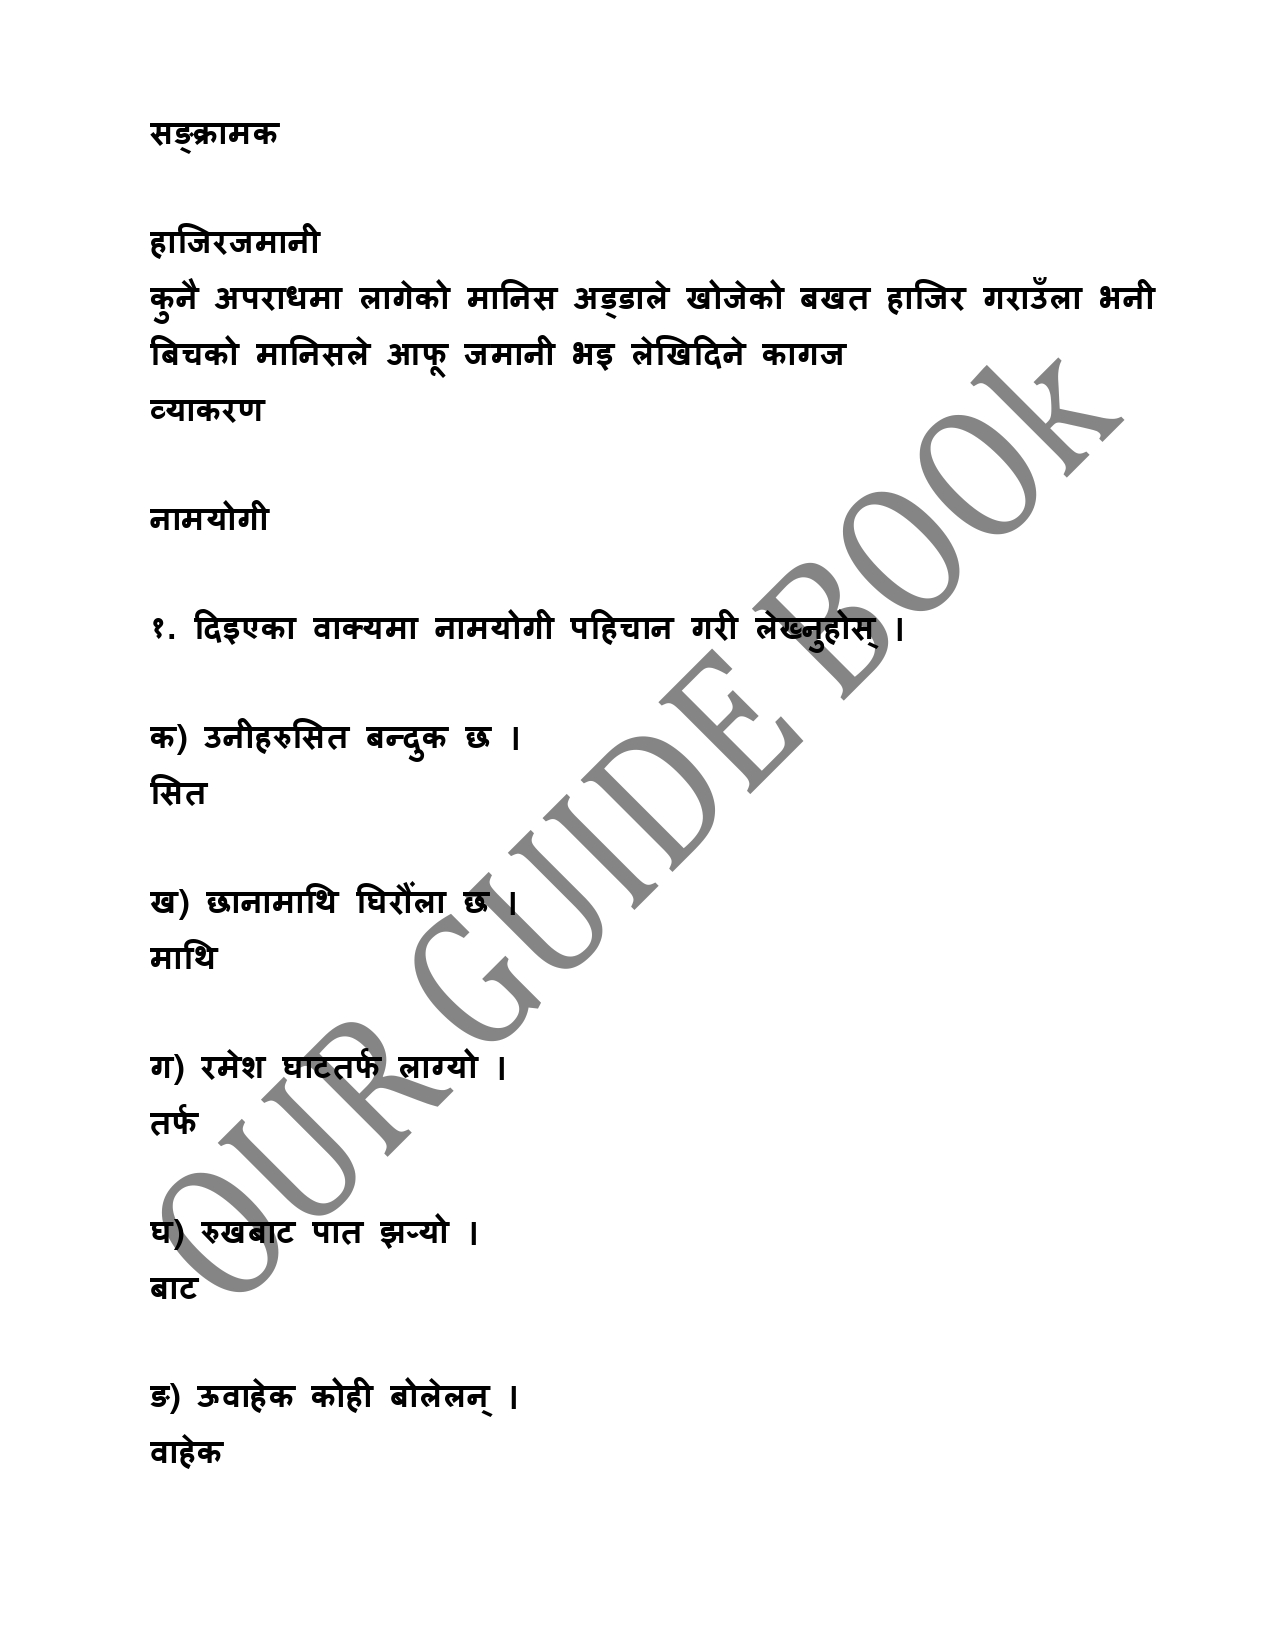 सङ्क्रामक
हाजिरजमानी
कुनै अपराधमा लागेको मानिस अड्डाले खोजेको बखत हाजिर गराउँला भनी
बिचको मानिसले आफू जमानी भइ लेखिदिने कागज
व्याकरण
नामयोगी
१. दिइएका वाक्यमा नामयोगी पहिचान गरी लेख्नुहोस् ।
क) उनीहरुसित बन्दुक छ ।
सित
ख) छानामाथि घिरौंला छ ।
माथि
ग) रमेश घाटतर्फ लाग्यो ।
तर्फ
घ) रुखबाट पात झऱ्यो ।
बाट
ङ) ऊवाहेक कोही बोलेलन् ।
वाहेक
OUR GUIDE BOOk